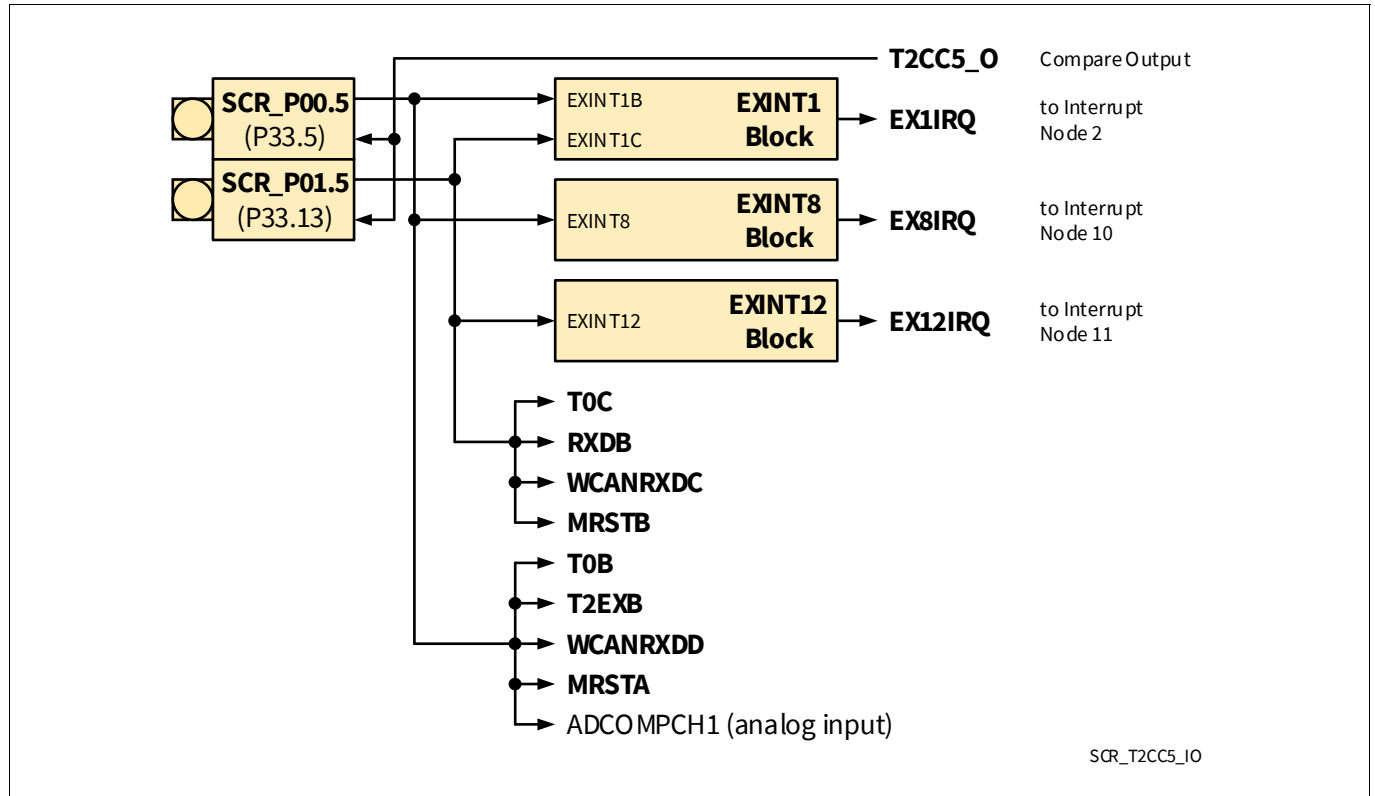 T2CC5_O Compare Output
SCR_P00.5
(P33.5)
EXINT1B
EXINT1C
EXINT1
Block
EX1IRQ
to Interrupt
Node 2
SCR_P01.5
(P33.13)
EXINT8
EXINT8
Block
EX8IRQ
to Interrupt
Node 10
EXINT12
EXINT12
Block
EX12IRQ
to Interrupt
Node 11
T0C
RXDB
WCANRXDC
MRSTB
T0B
T2EXB
WCANRXDD
MRSTA
ADCOMPCH1 (analog input)
SCR_T2CC5_IO